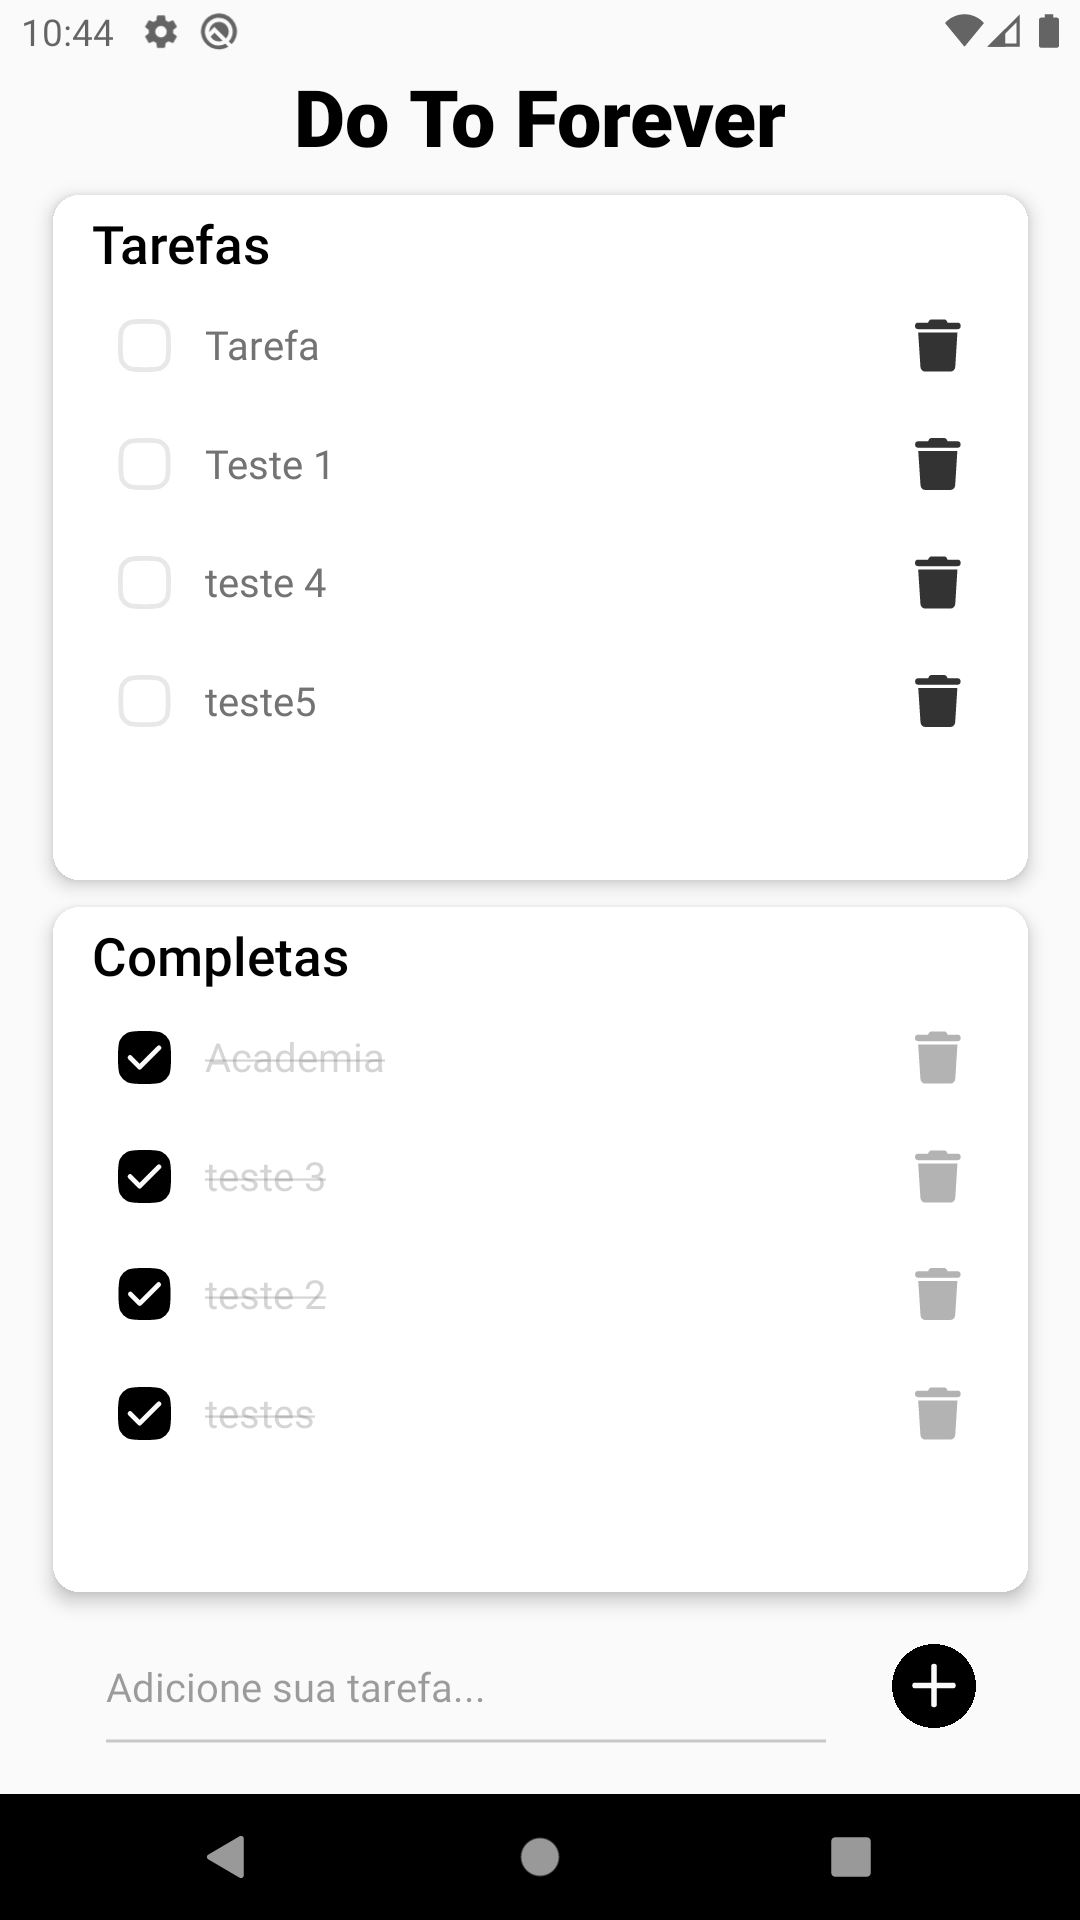 10:44
Do To Forever
Tarefas
Tarefa
Teste 1
teste 4
teste5
Completas
Academia
teste 3
teste 2
testes
Adicione sua tarefa...